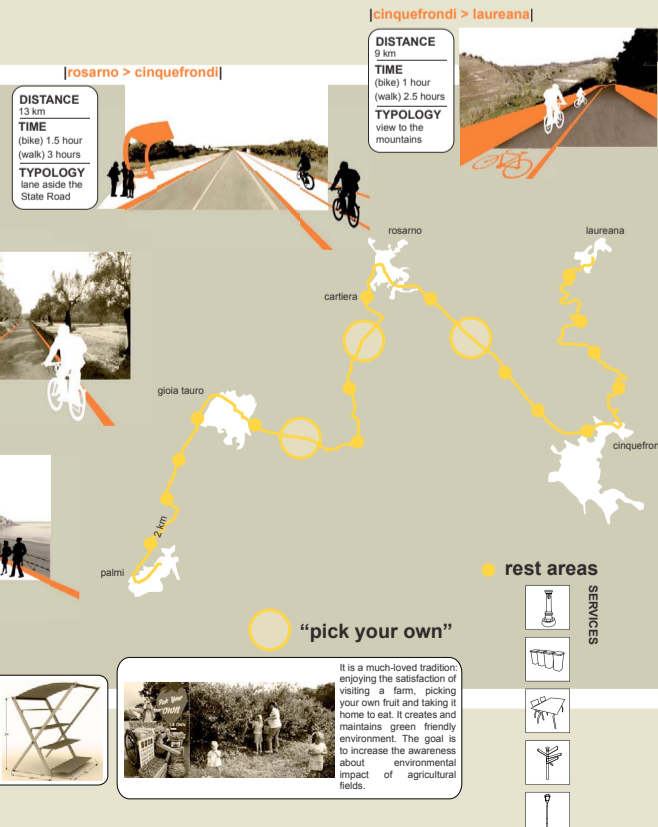 |cinquefrondi > laureana|
DISTANCE
9 km
TIME
(bike) 1 hour
(walk) 2.5 hours
TYPOLOGY
view to the
mountains
|rosarno > cinquefrondi|
DISTANCE
13 km
TIME
(bike) 1.5 hour
(walk) 3 hours
TYPOLOGY
lane aside the
State Road
rosarno
laureana
cartiera
gioia tauro
cinquefron
2 km
palmi
rest areas
SERVICES
“pick your own”
It is a much-loved tradition:
enjoying the satisfaction of
visiting a farm, picking
your own fruit and taking it
home to eat. It creates and
maintains green friendly
environment. The goal is
to increase the awareness
about environmental
impact of agricultural
fields.
Pick Your
OWN!